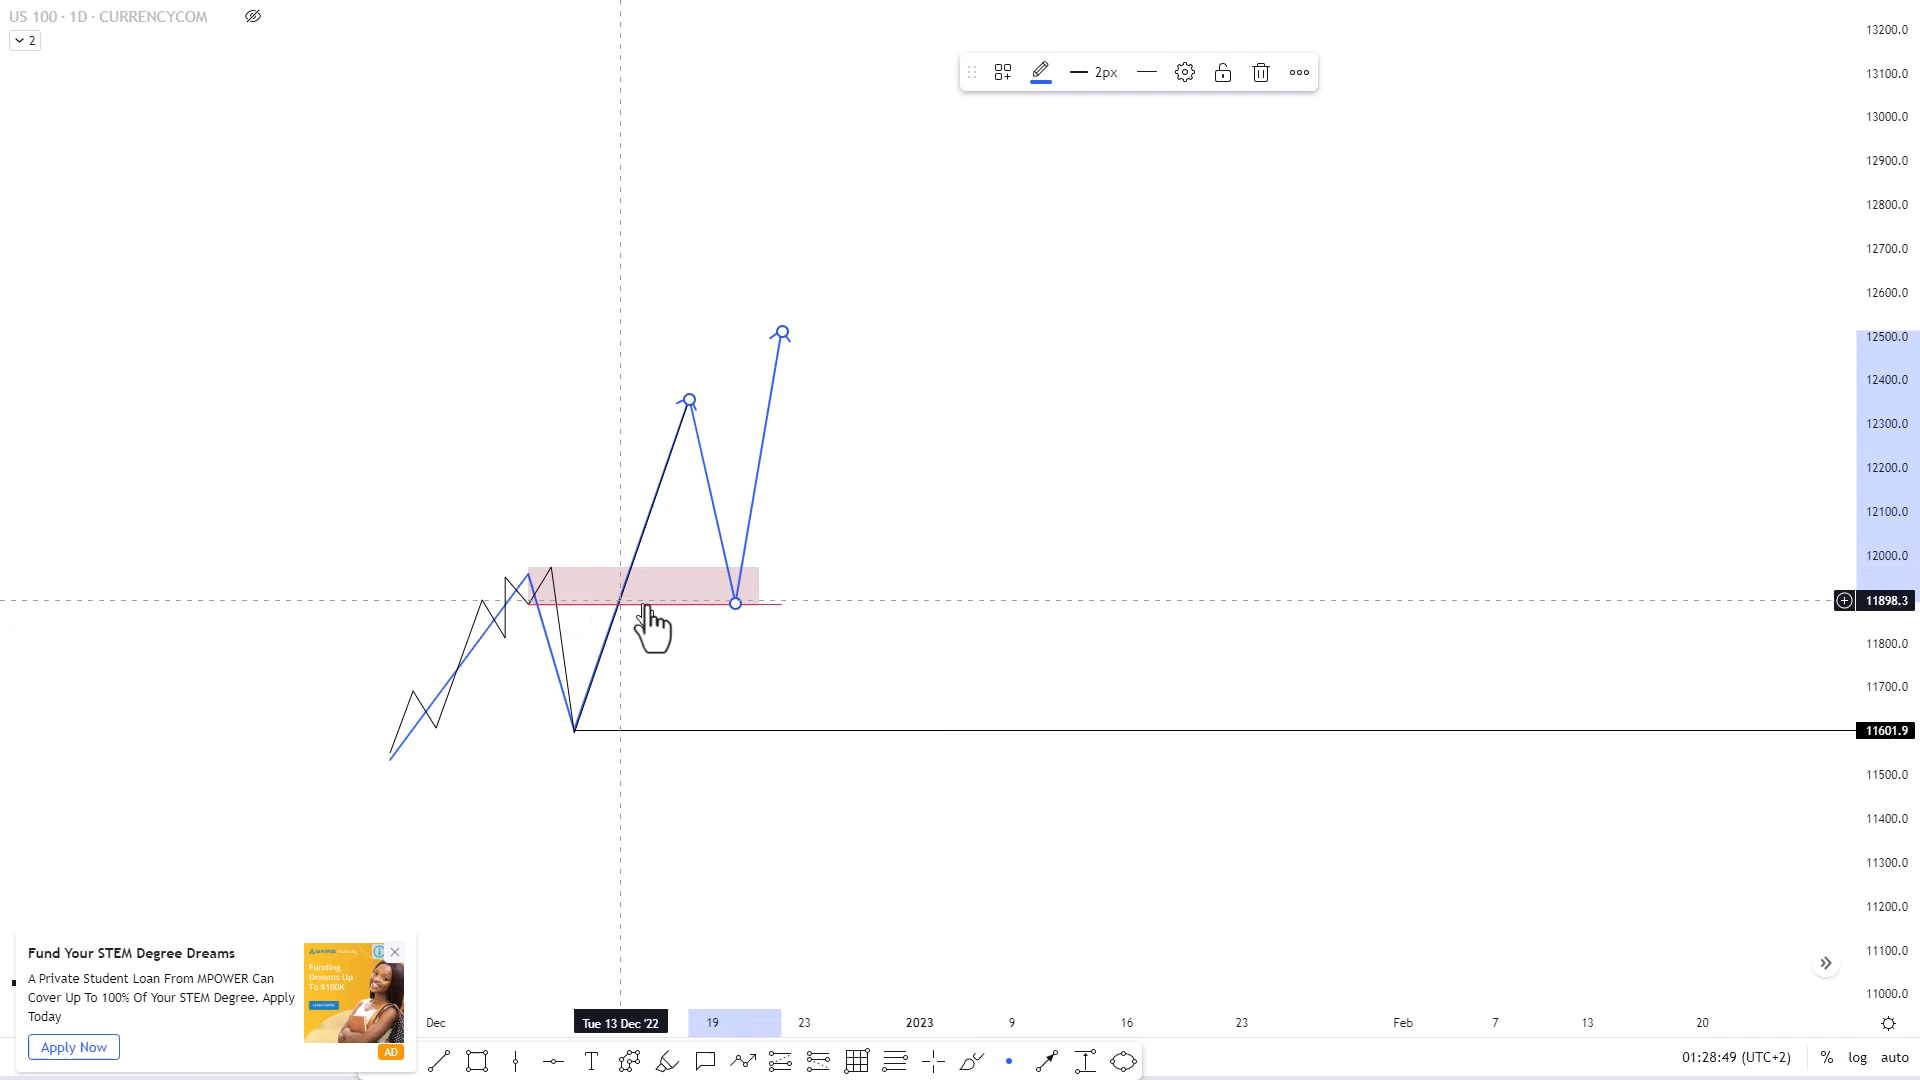 US 100 · 1D · CURRENCYCOM
2
2px
13200.0
13100.0
13000.0
12900.0
12800.0
12700.0
12600.0
12500.0
12400.0
12300.0
12200.0
12100.0
12000.0
11898.3
11800.0
11700.0
11601.9
11500.0
11400.0
11300.0
11200.0
11100.0
11000.0
Fund Your STEM Degree Dreams
A Private Student Loan From MPOWER Can
Cover Up To 100% Of Your STEM Degree. Apply
Today
Apply Now
Funding
Dreams Up
To $100K
AD
Dec
Tue 13 Dec '22
19
23
2023
9
16
23
Feb
7
13
20
01:28:49 (UTC+2)
%
log
auto